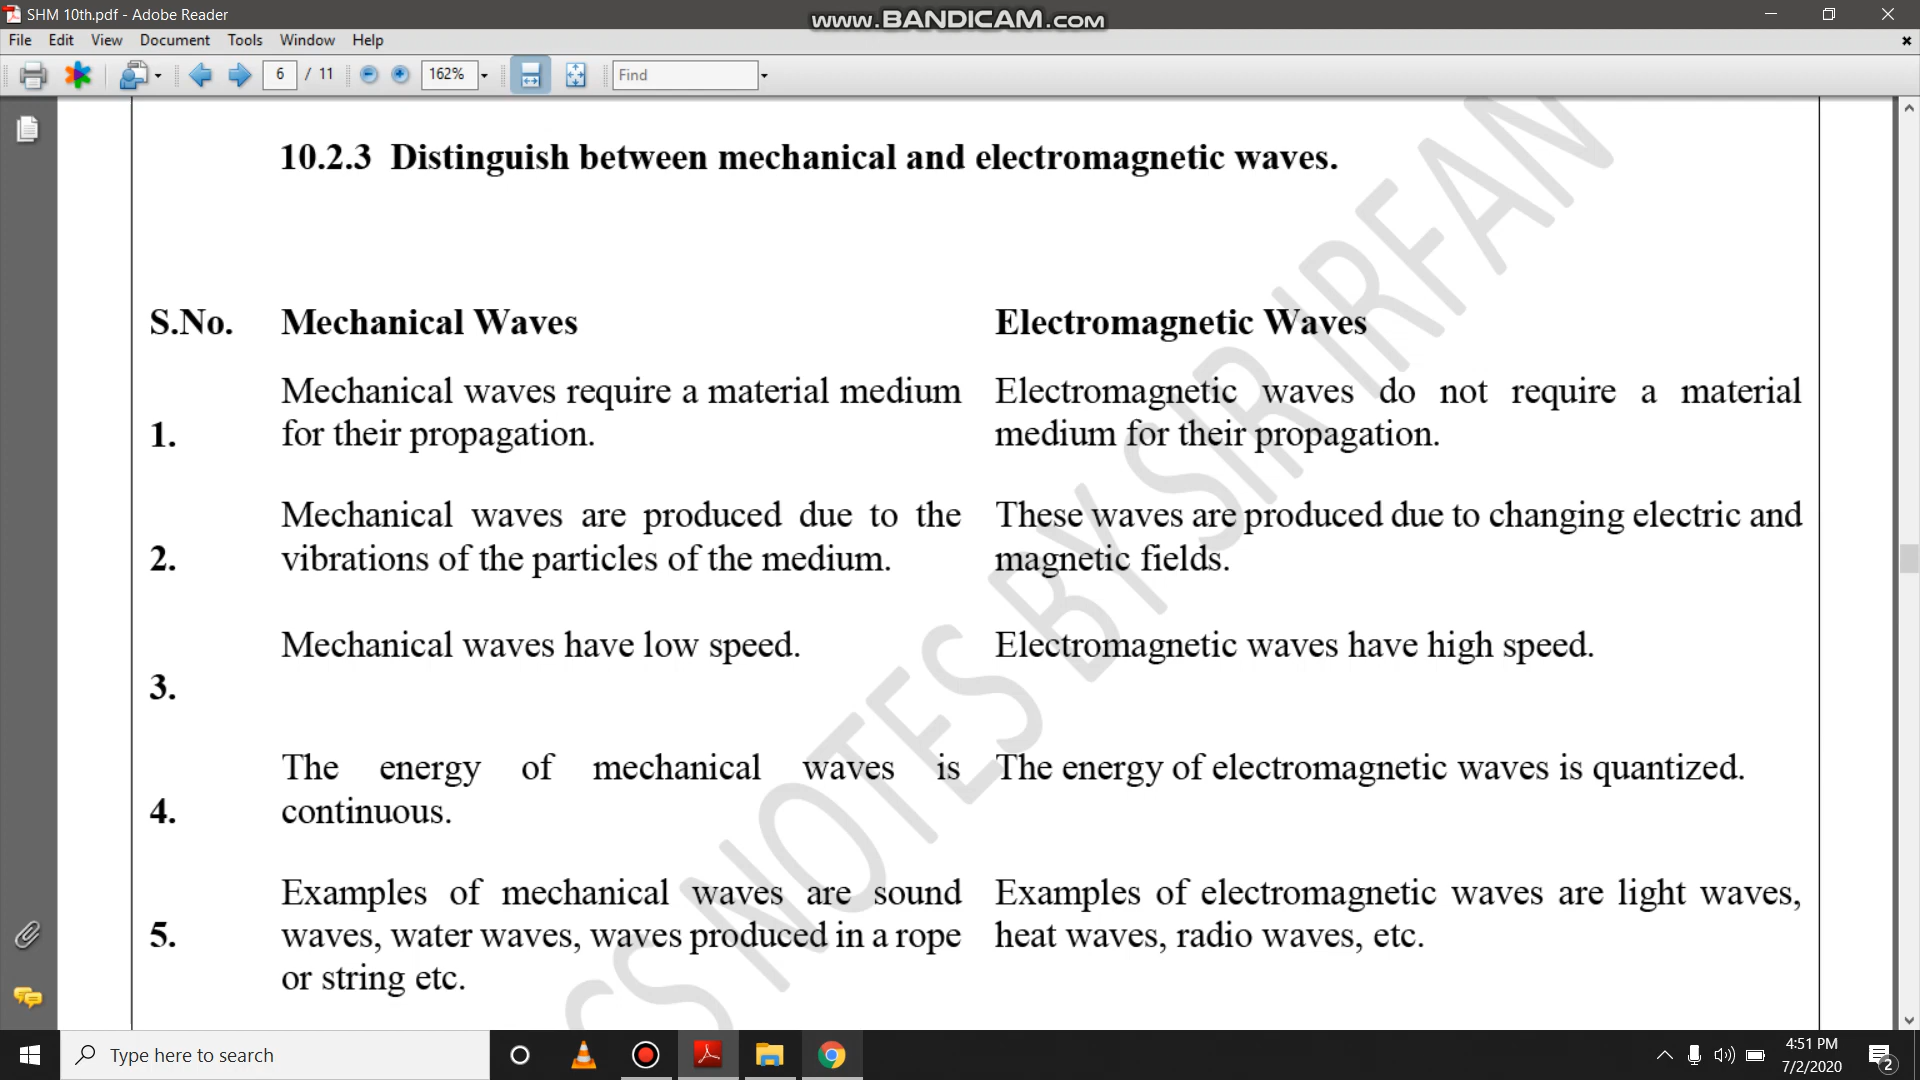 SHM 10th.pdf - Adobe Reader
www.BANDICAM.com
File Edit View Document Tools Window Help
6 / 11 162% Find
10.2.3 Distinguish between mechanical and electromagnetic waves.
S.No. Mechanical Waves Electromagnetic Waves
Mechanical waves require a material medium Electromagnetic waves do not require a material
1. for their propagation. medium for their propagation.
Mechanical waves are produced due to the These waves are produced due to changing electric and
2. vibrations of the particles of the medium. magnetic fields.
Mechanical waves have low speed. Electromagnetic waves have high speed.
3.
The energy of mechanical waves is The energy of electromagnetic waves is quantized.
4. continuous.
Examples of mechanical waves are sound Examples of electromagnetic waves are light waves,
5. waves, water waves, waves produced in a rope heat waves, radio waves, etc.
or string etc.
CS NOTES BY SIR IRFAN
Type here to search
4:51 PM
7/2/2020
2